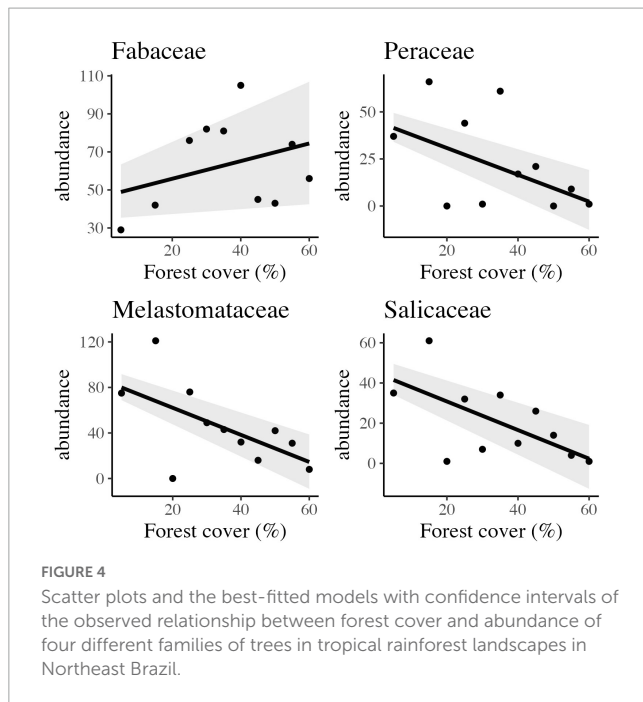 Fabaceae
110
90
70
50
30
abundance
20
40
60
Forest cover (%)
Peraceae
50
25
0
abundance
20
40
60
Forest cover (%)
Melastomataceae
120
80
40
0
abundance
20
40
60
Forest cover (%)
Salicaceae
60
40
20
0
abundance
20
40
60
Forest cover (%)
FIGURE 4
Scatter plots and the best-fitted models with confidence intervals of
the observed relationship between forest cover and abundance of
four different families of trees in tropical rainforest landscapes in
Northeast Brazil.